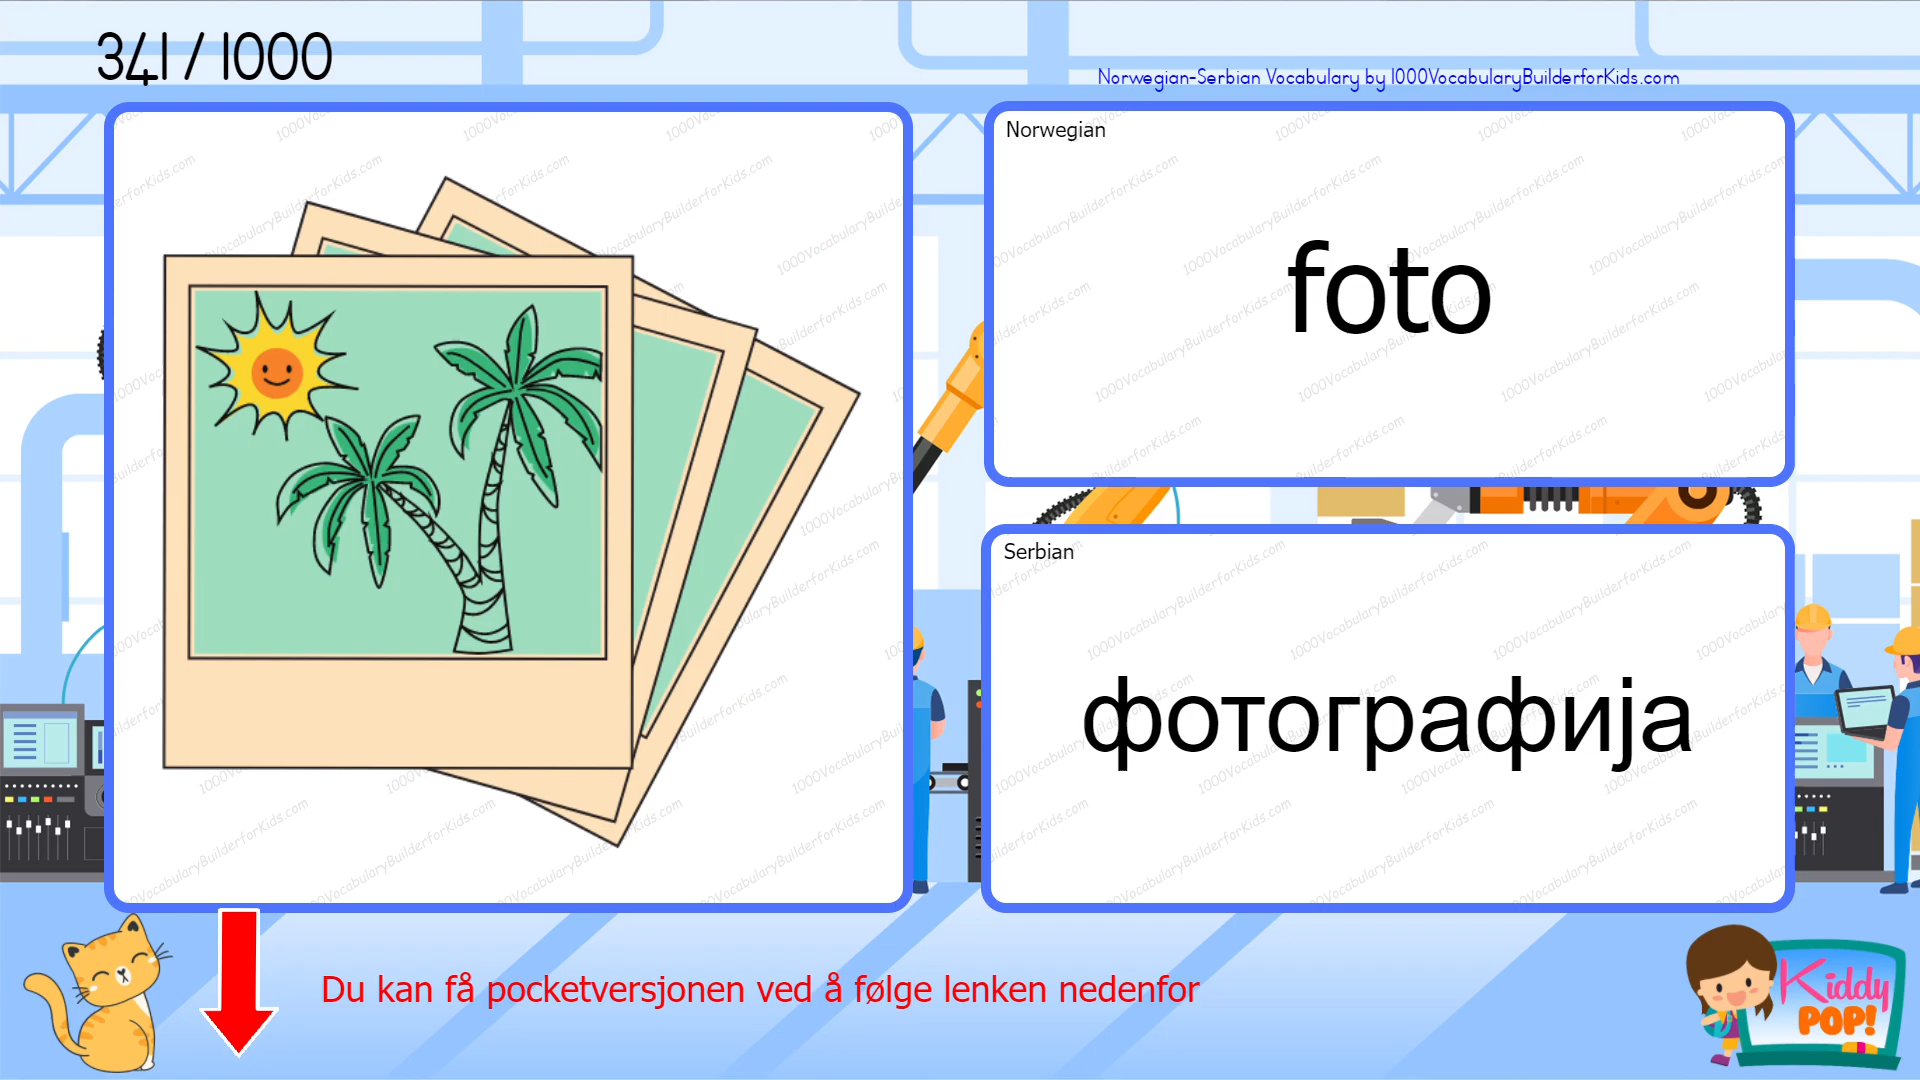 341 / 1000
Norwegian-Serbian Vocabulary by 1000VocabularyBuilderforKids.com
Norwegian
foto
Serbian
фотографија
Du kan få pocketversjonen ved å følge lenken nedenfor
Kiddy
POP!